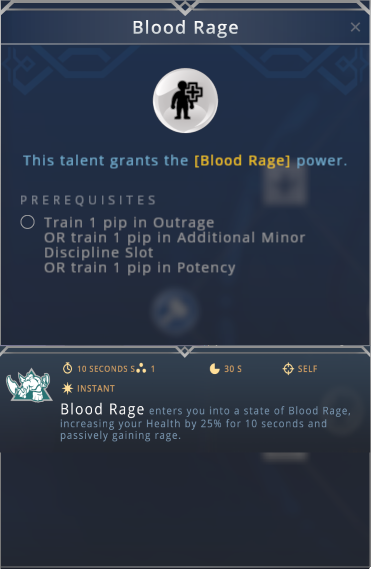 Blood Rage
This talent grants the [Blood Rage] power.
PREREQUISITES
Train 1 pip in Outrage
OR train 1 pip in Additional Minor
Discipline Slot
OR train 1 pip in Potency
10 SECONDS S 1 30 S SELF
INSTANT
Blood Rage enters you into a state of Blood Rage,
increasing your Health by 25% for 10 seconds and
passively gaining rage.